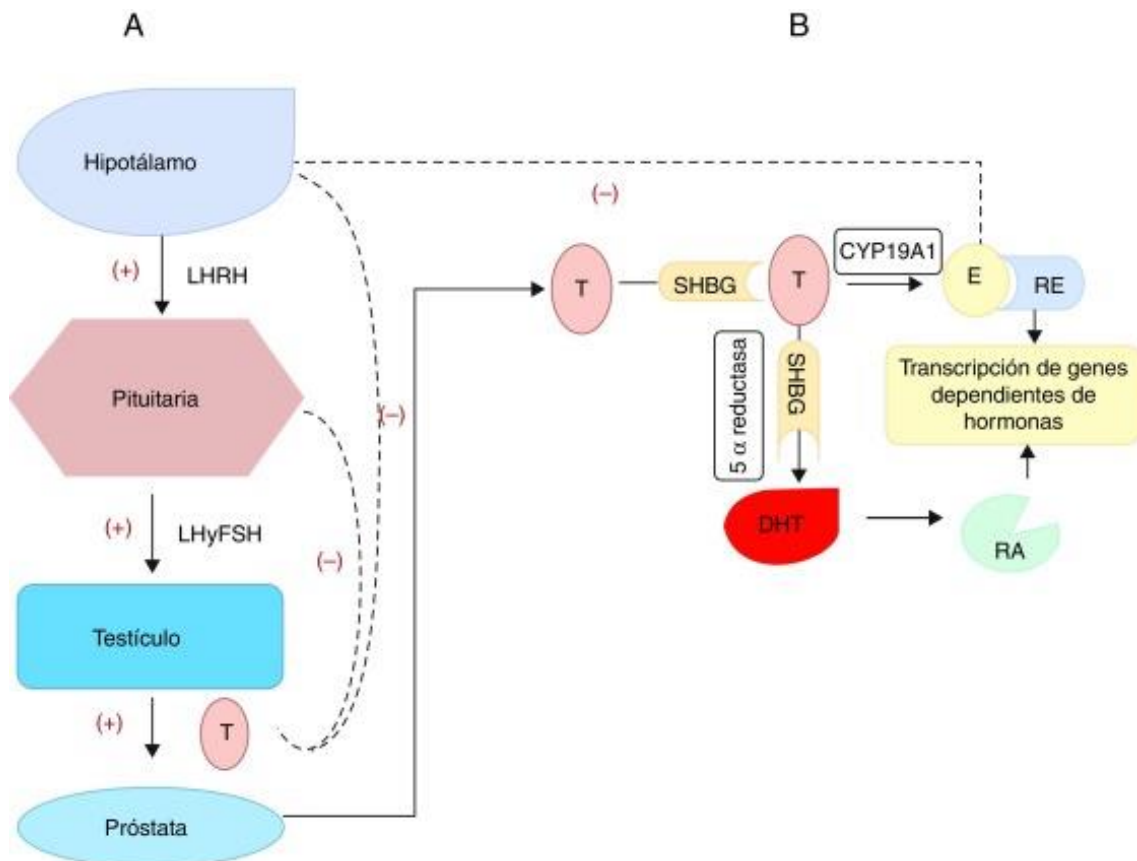 A
B
Hipotálamo
(+)
LHRH
Pituitaria
(–)
(+)
LHyFSH
(–)
Testículo
(+)
T
Próstata
(–)
T
SHBG
T
CYP19A1
E
RE
5 α reductasa
SHBG
Transcripción de genes
dependientes de
hormonas
DHT
RA